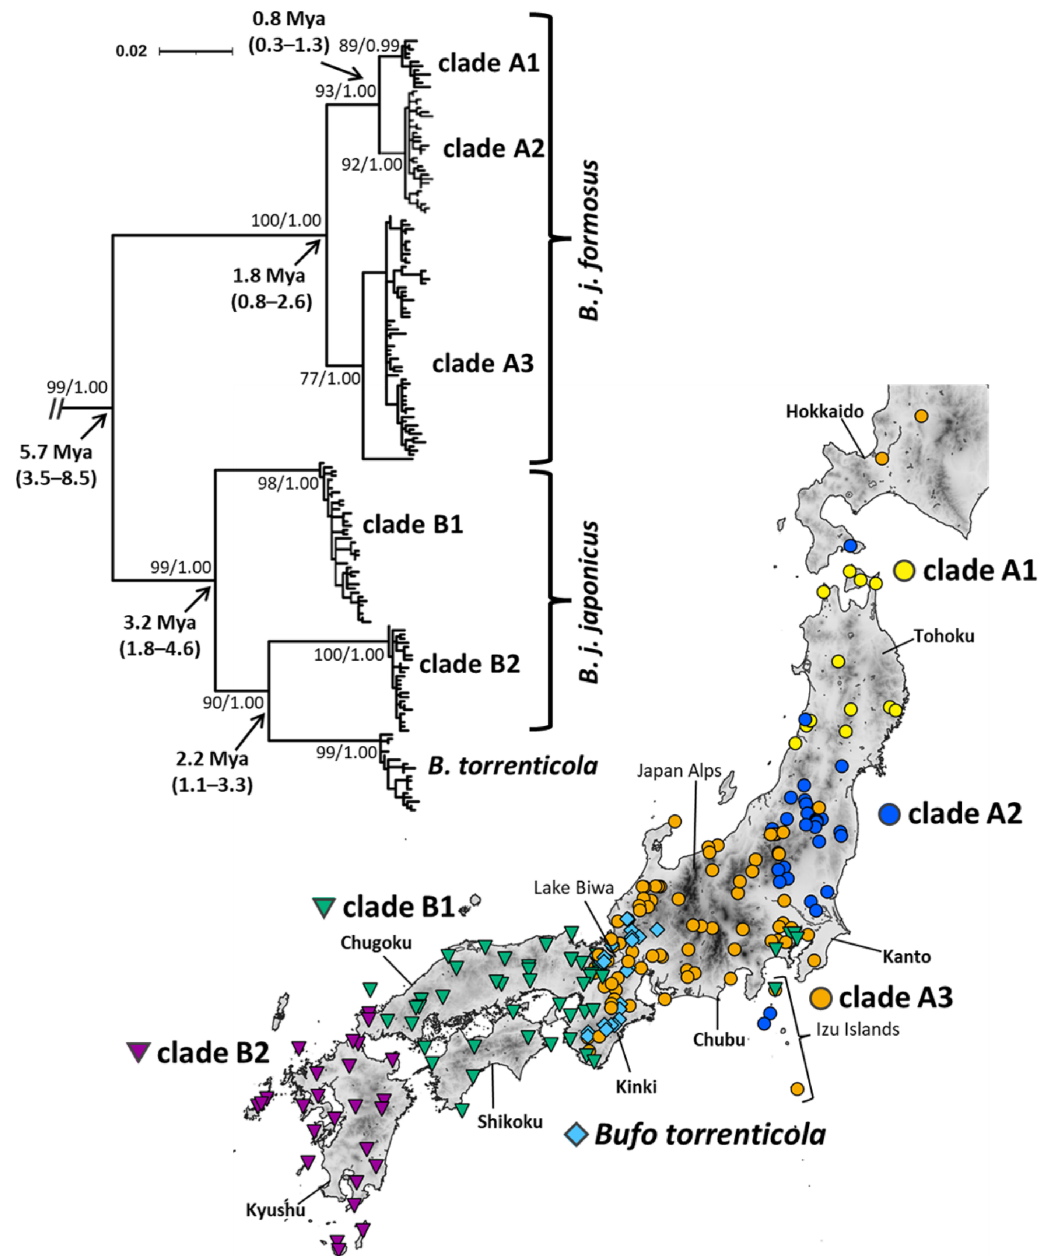 0.8 Mya
(0.3–1.3)
0.02
89/0.99
clade A1
93/1.00
clade A2
92/1.00
B. j. formosus
100/1.00
1.8 Mya
(0.8–2.6)
clade A3
77/1.00
99/1.00
5.7 Mya
(3.5–8.5)
98/1.00
clade B1
99/1.00
B. j. japonicus
3.2 Mya
(1.8–4.6)
100/1.00
clade B2
90/1.00
2.2 Mya
(1.1–3.3)
99/1.00
B. torrenticola
Hokkaido
clade A1
Tohoku
Japan Alps
clade A2
Lake Biwa
clade B1
Chugoku
Kanto
clade A3
Izu Islands
Chubu
clade B2
Kinki
Shikoku
Bufo torrenticola
Kyushu